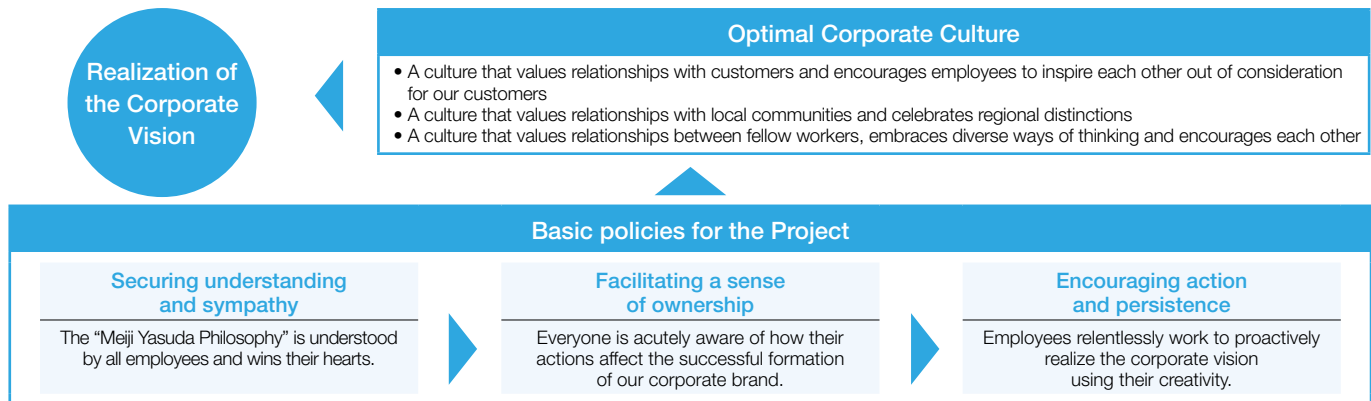 Realization of
the Corporate
Vision
Optimal Corporate Culture
• A culture that values relationships with customers and encourages employees to inspire each other out of consideration
for our customers
• A culture that values relationships with local communities and celebrates regional distinctions
• A culture that values relationships between fellow workers, embraces diverse ways of thinking and encourages each other
Basic policies for the Project
Securing understanding
and sympathy
The “Meiji Yasuda Philosophy” is understood
by all employees and wins their hearts.
Facilitating a sense
of ownership
Everyone is acutely aware of how their
actions affect the successful formation
of our corporate brand.
Encouraging action
and persistence
Employees relentlessly work to proactively
realize the corporate vision
using their creativity.